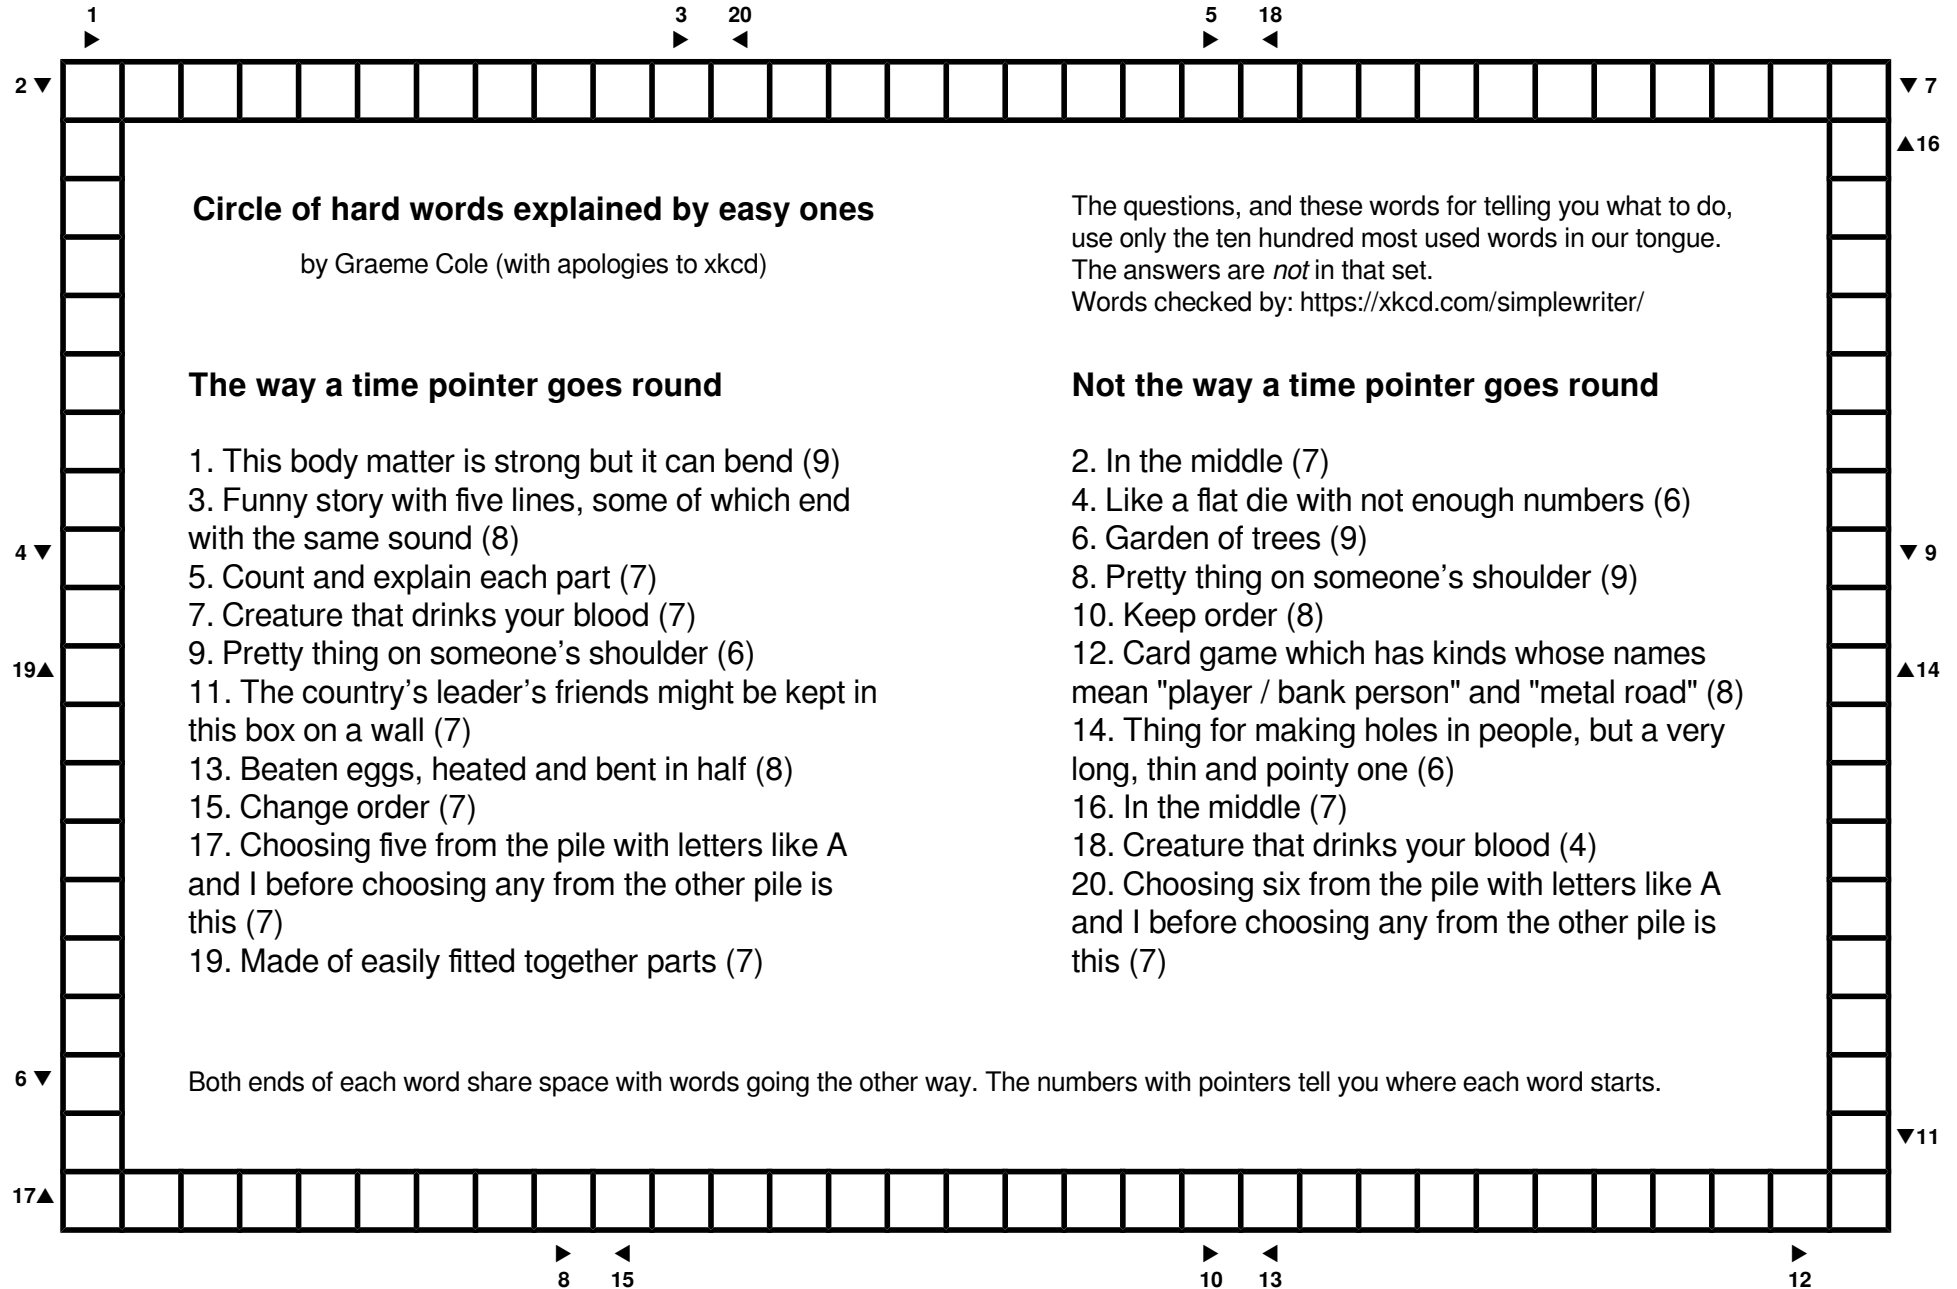 1 3 20 5 18
▶ ▶ ◀ ▶ ◀
2 ▼ ▼ 7
▲16
Circle of hard words explained by easy ones
by Graeme Cole (with apologies to xkcd)
The questions, and these words for telling you what to do,
use only the ten hundred most used words in our tongue.
The answers are not in that set.
Words checked by: https://xkcd.com/simplewriter/
The way a time pointer goes round
1. This body matter is strong but it can bend (9)
3. Funny story with five lines, some of which end
with the same sound (8)
5. Count and explain each part (7)
7. Creature that drinks your blood (7)
9. Pretty thing on someone's shoulder (6)
11. The country's leader's friends might be kept in
this box on a wall (7)
13. Beaten eggs, heated and bent in half (8)
15. Change order (7)
17. Choosing five from the pile with letters like A
and I before choosing any from the other pile is
this (7)
19. Made of easily fitted together parts (7)
Not the way a time pointer goes round
2. In the middle (7)
4. Like a flat die with not enough numbers (6)
6. Garden of trees (9)
8. Pretty thing on someone's shoulder (9)
10. Keep order (8)
12. Card game which has kinds whose names
mean "player / bank person" and "metal road" (8)
14. Thing for making holes in people, but a very
long, thin and pointy one (6)
16. In the middle (7)
18. Creature that drinks your blood (4)
20. Choosing six from the pile with letters like A
and I before choosing any from the other pile is
this (7)
4 ▼ ▼ 9
19▲ ▲14
6 ▼
▼11
17▲
Both ends of each word share space with words going the other way. The numbers with pointers tell you where each word starts.
▶ ◀ ▶ ◀ ▶
8 15 10 13 12